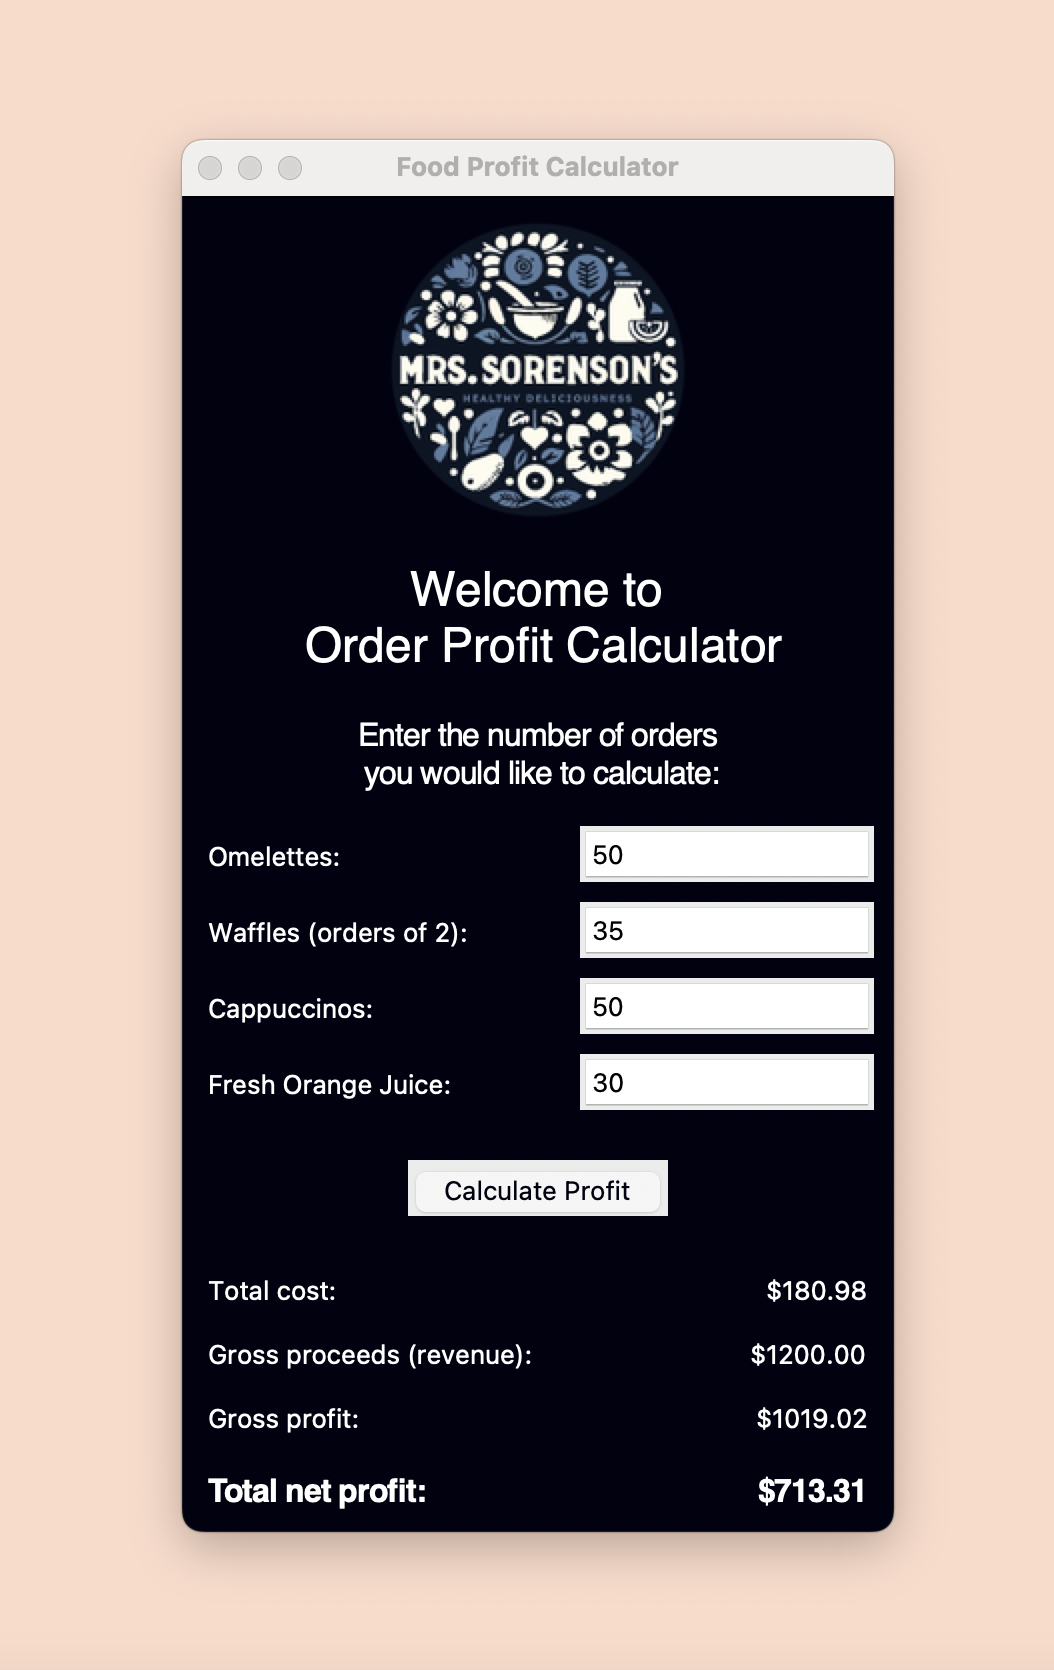 Food Profit Calculator
MRS. SORENSON'S
HEALTHY DELICIOUSNESS
Welcome to
Order Profit Calculator
Enter the number of orders
you would like to calculate:
Omelettes: 50
Waffles (orders of 2): 35
Cappuccinos: 50
Fresh Orange Juice: 30
Calculate Profit
Total cost: $180.98
Gross proceeds (revenue): $1200.00
Gross profit: $1019.02
Total net profit: $713.31